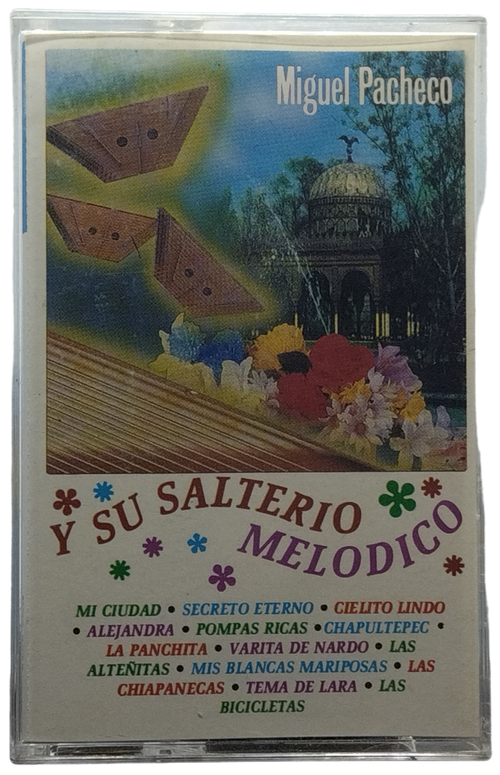 Miguel Pacheco
Y SU SALTERIO
MELODICO
MI CIUDAD • SECRETO ETERNO • CIELITO LINDO
• ALEJANDRA • POMPAS RICAS • CHAPULTEPEC •
LA PANCHITA • VARITA DE NARDO • LAS
ALTEÑITAS • MIS BLANCAS MARIPOSAS • LAS
CHIAPANECAS • TEMA DE LARA • LAS
BICICLETAS